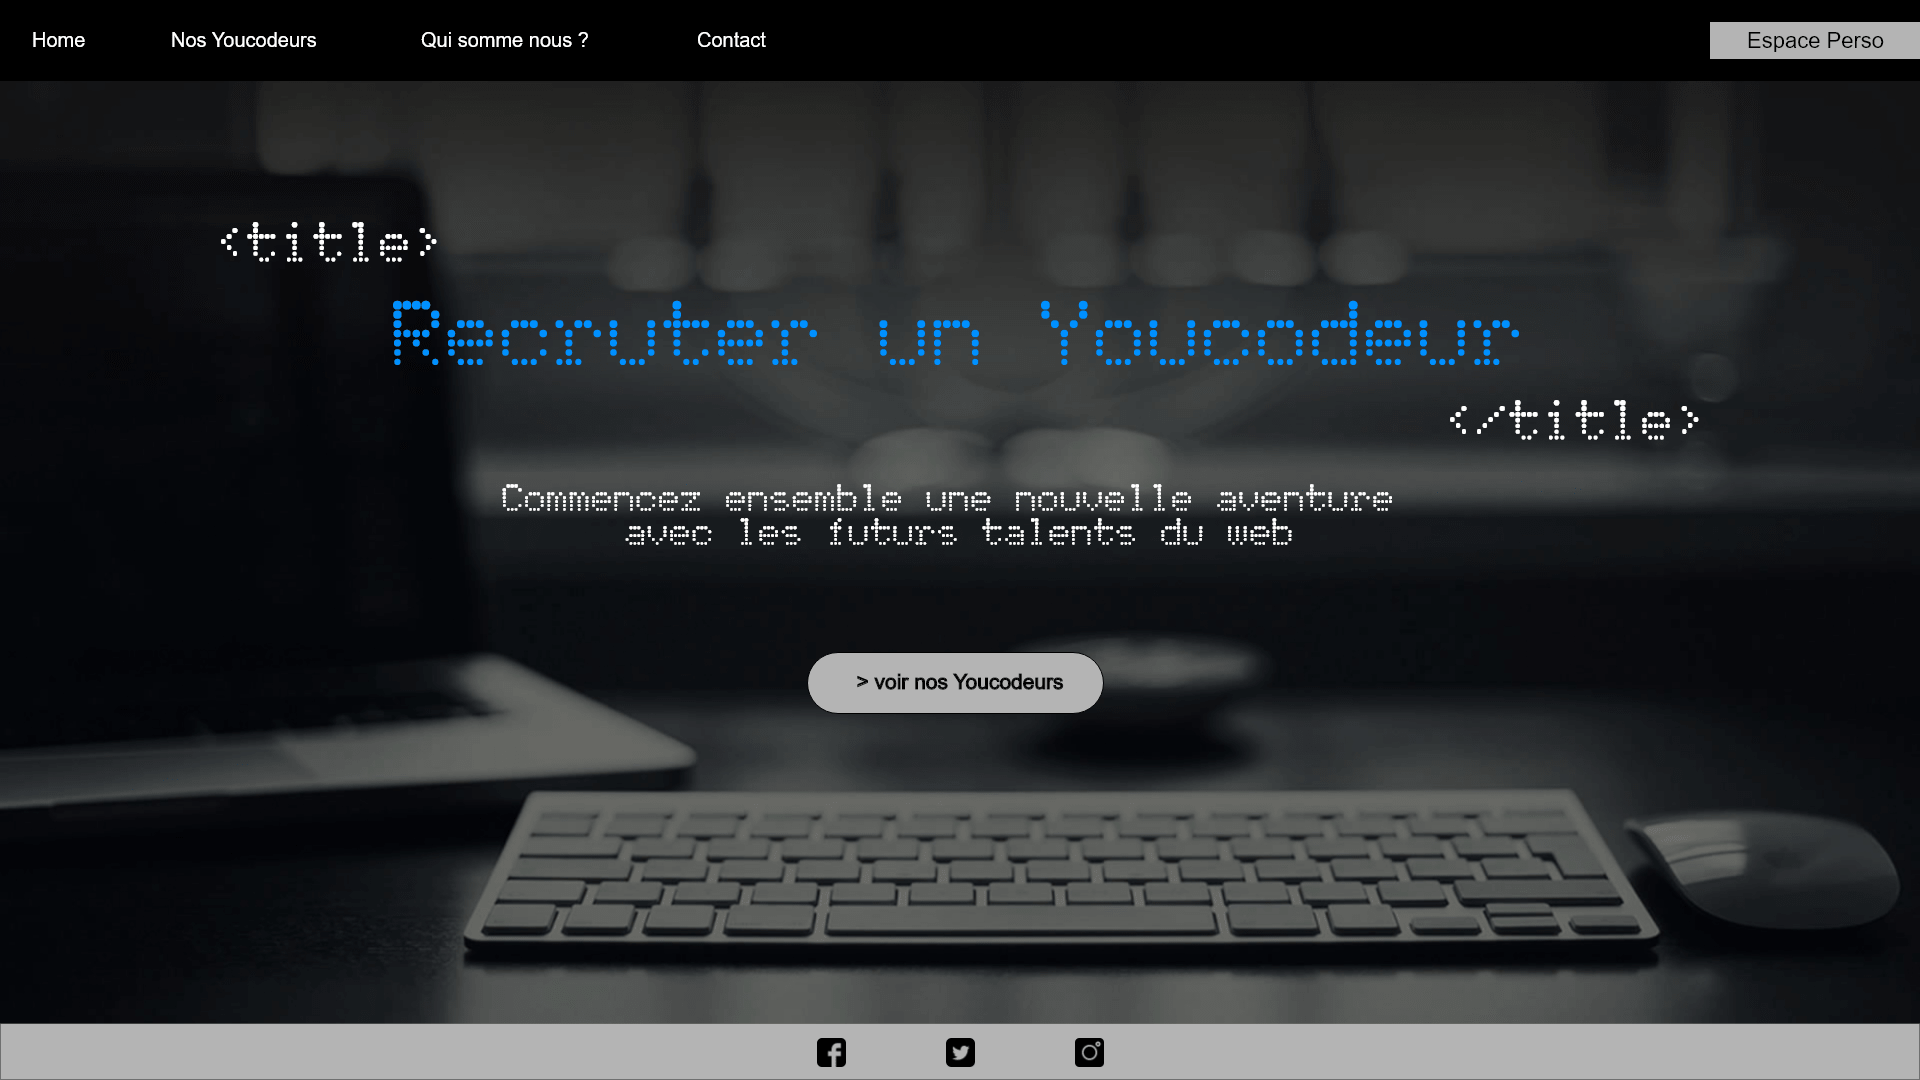 Home
Nos Youcodeurs
Qui somme nous ?
Contact
Espace Perso
<title>
Recruter un Youcodeur
</title>
Commencez ensemble une nouvelle aventure
avec les futurs talents du web
> voir nos Youcodeurs